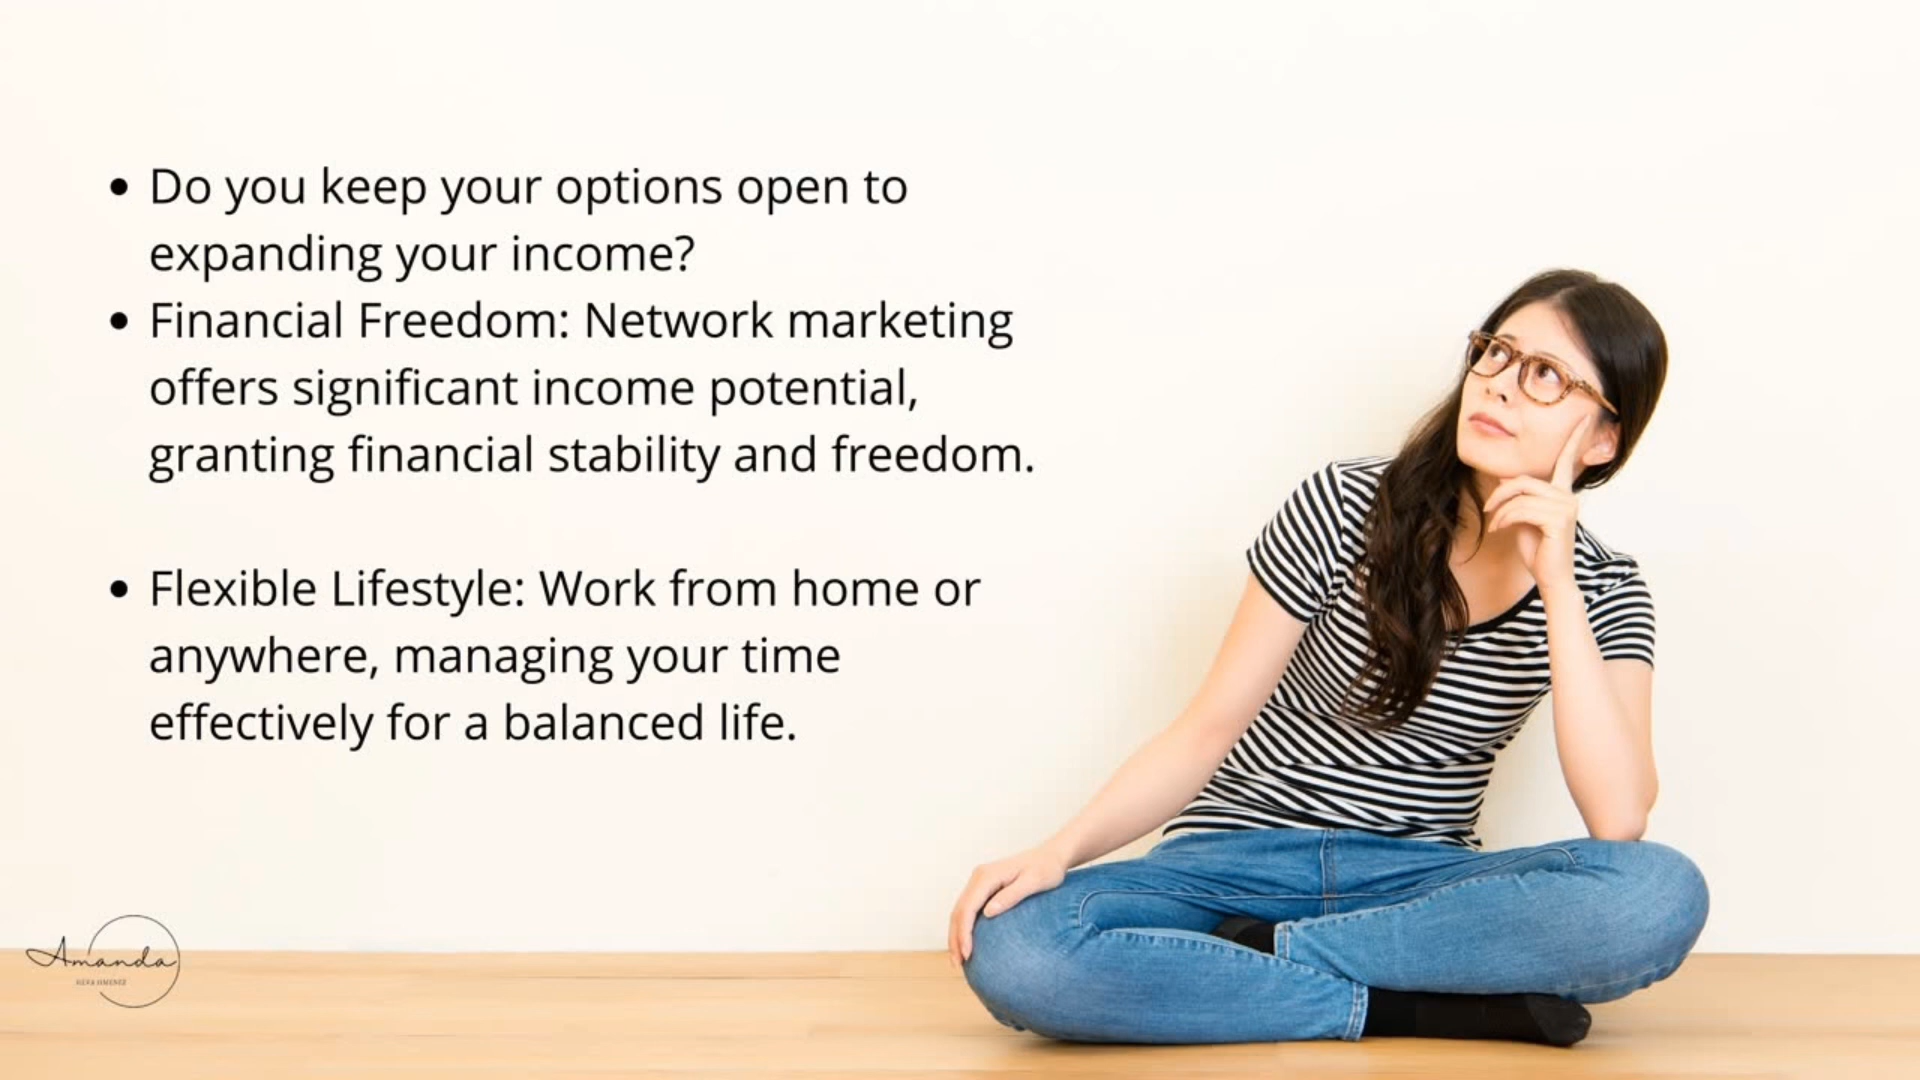 • Do you keep your options open to
expanding your income?
• Financial Freedom: Network marketing
offers significant income potential,
granting financial stability and freedom.
• Flexible Lifestyle: Work from home or
anywhere, managing your time
effectively for a balanced life.
Amanda